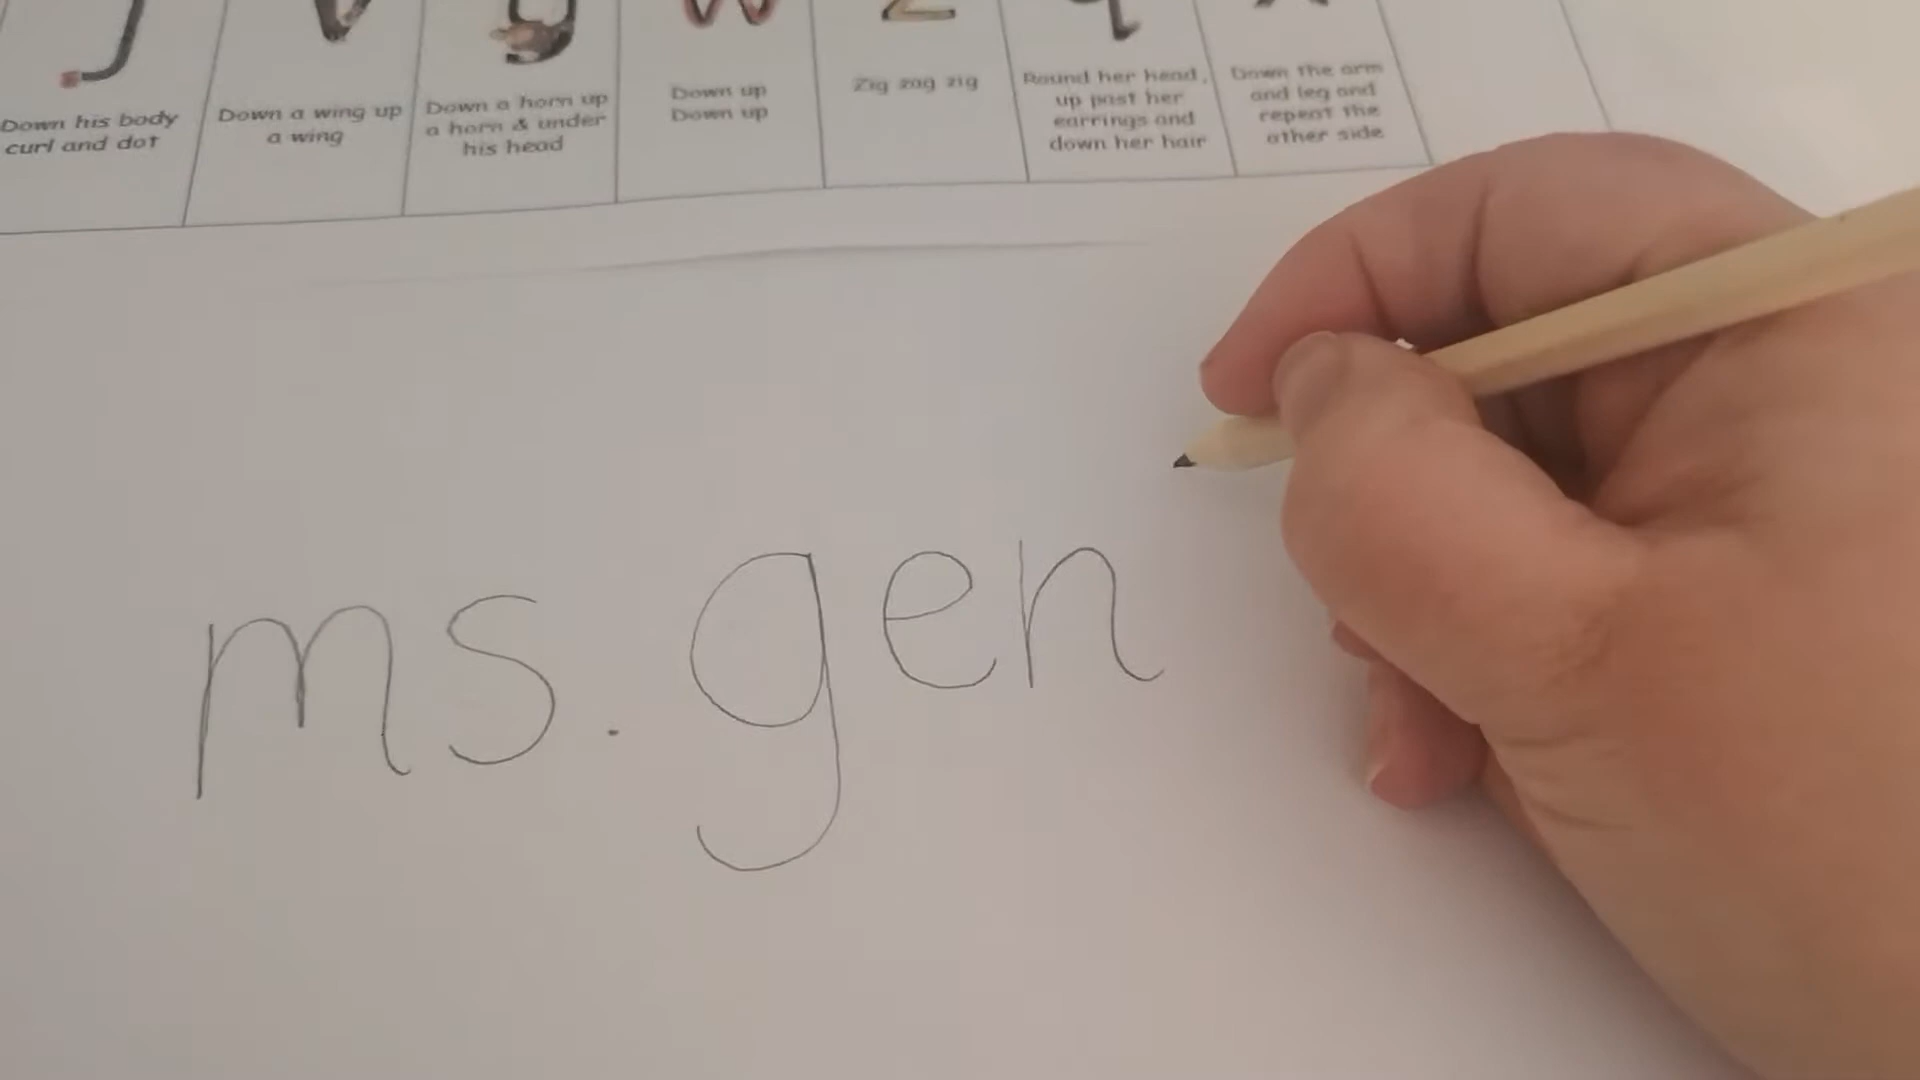 Down his body
curl and dot
Down a wing up
a wing
Down a horn up
a horn & under
his head
Down up
Down up
Zig zag zig
Round her head,
up past her
earrings and
down her hair
Down the arm
and leg and
repeat the
other side
ms. gen